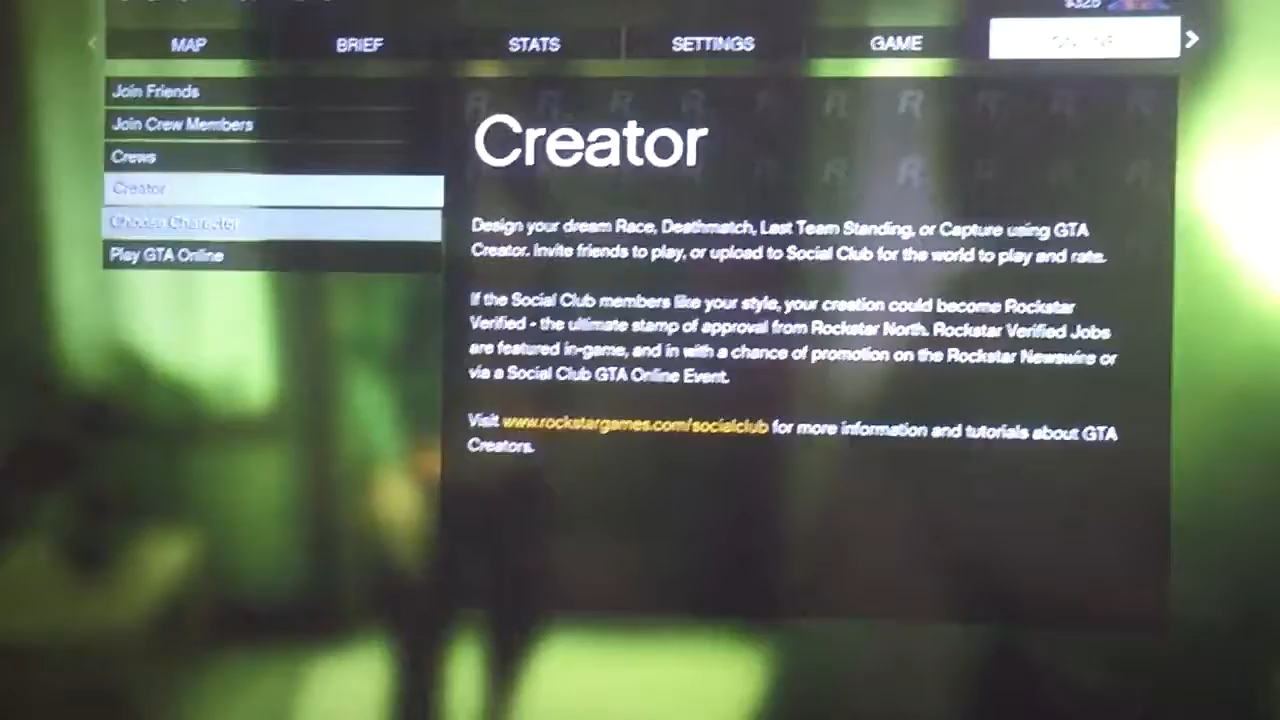 MAP BRIEF STATS SETTINGS GAME ONLINE
Join Friends
Join Crew Members
Crews
Creator
Choose Character
Play GTA Online
Creator
Design your dream Race, Deathmatch, Last Team Standing, or Capture using GTA
Creator. Invite friends to play, or upload to Social Club for the world to play and rate.
If the Social Club members like your style, your creation could become Rockstar
Verified - the ultimate stamp of approval from Rockstar North. Rockstar Verified Jobs
are featured in-game, and in with a chance of promotion on the Rockstar Newswire or
via a Social Club GTA Online Event.
Visit www.rockstargames.com/socialclub for more information and tutorials about GTA
Creators.